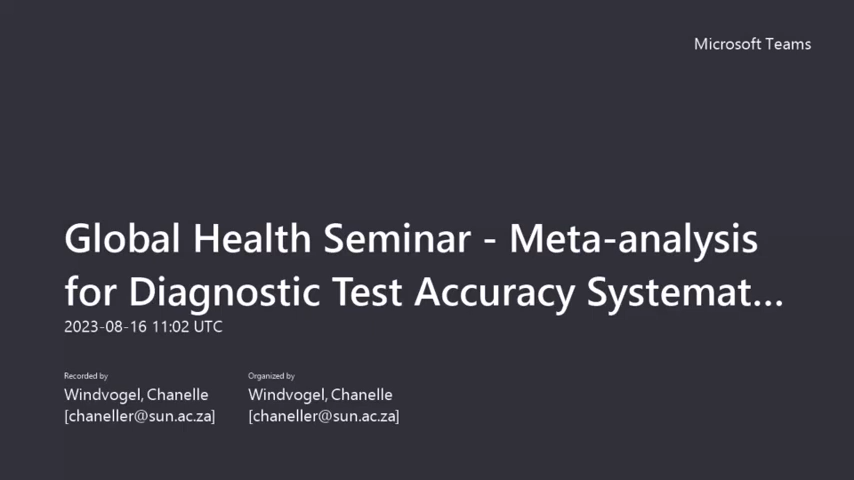 Microsoft Teams
Global Health Seminar - Meta-analysis
for Diagnostic Test Accuracy Systemat...
2023-08-16 11:02 UTC
Recorded by
Organized by
Windvogel, Chanelle
Windvogel, Chanelle
[chaneller@sun.ac.za]
[chaneller@sun.ac.za]